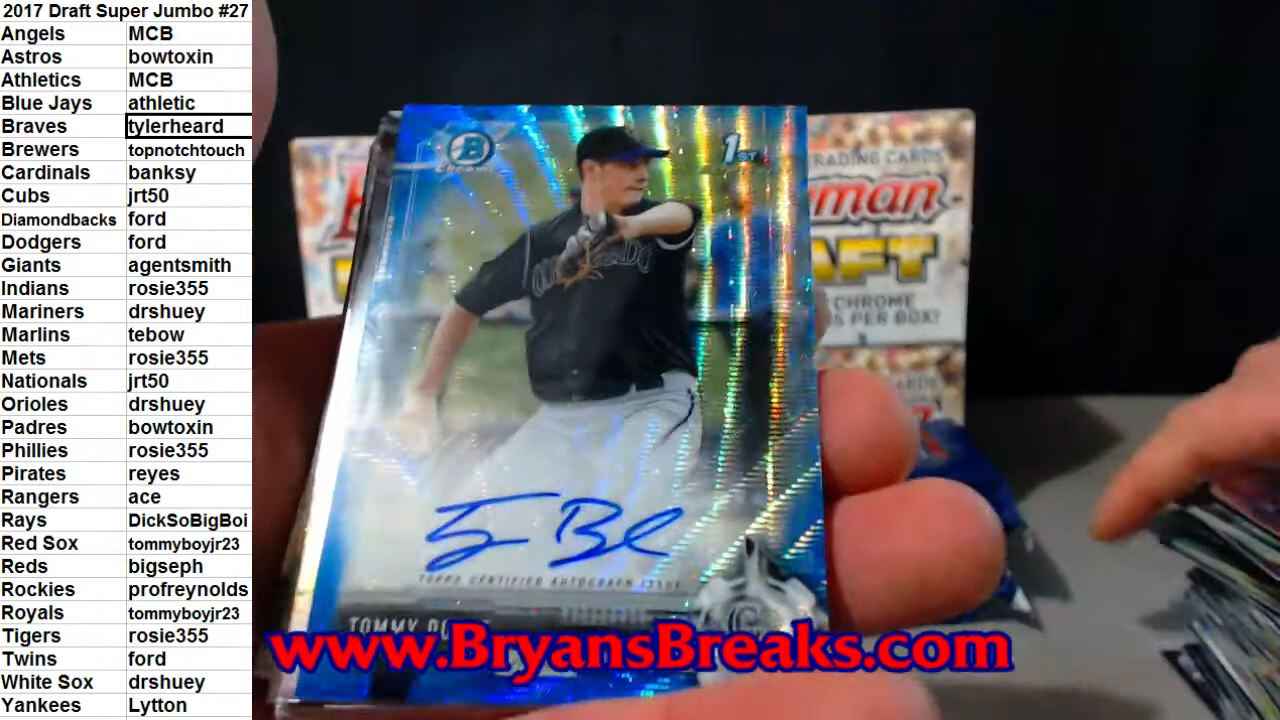 2017 Draft Super Jumbo #27
Angels MCB
Astros bowtoxin
Athletics MCB
Blue Jays athletic
Braves tylerheard
Brewers topnotchtouch
Cardinals banksy
Cubs jrt50
Diamondbacks ford
Dodgers ford
Giants agentsmith
Indians rosie355
Mariners drshuey
Marlins tebow
Mets rosie355
Nationals jrt50
Orioles drshuey
Padres bowtoxin
Phillies rosie355
Pirates reyes
Rangers ace
Rays DickSoBigBoi
Red Sox tommyboyjr23
Reds bigseph
Rockies profreynolds
Royals tommyboyjr23
Tigers rosie355
Twins ford
White Sox drshuey
Yankees Lytton
B
Chrome
1ST
TRADING CARDS
CHROME
PER BOX!
TOPPS CERTIFIED AUTOGRAPH ISSUE
TOMMY
www.BryansBreaks.com